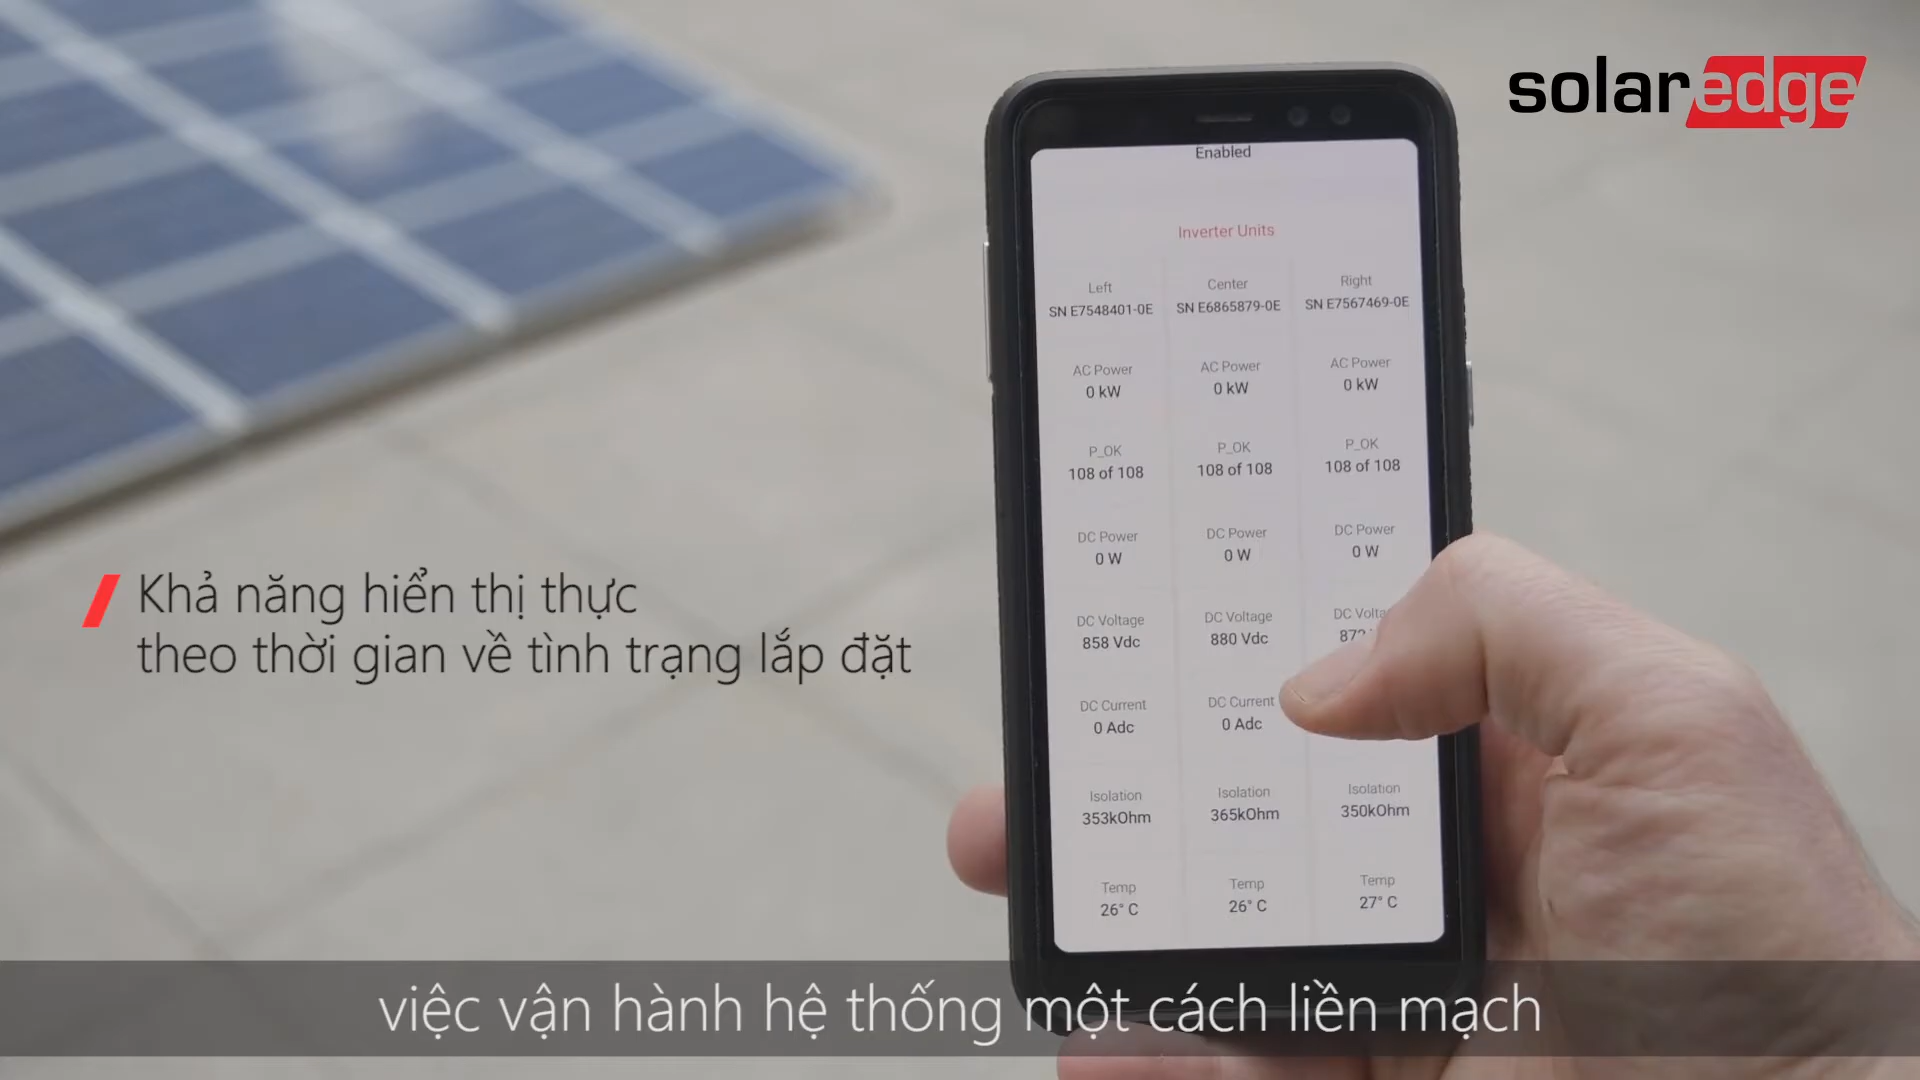 solaredge
Enabled
Inverter Units
Left Center Right
SN E7548401-0E SN E6865879-0E SN E7567469-0E
AC Power AC Power AC Power
0 kW 0 kW 0 kW
P_OK P_OK P_OK
108 of 108 108 of 108 108 of 108
DC Power DC Power DC Power
0 W 0 W 0 W
DC Voltage DC Voltage DC
858 Vdc 880 Vdc
DC Current DC Current
0 Adc 0 Adc
Isolation Isolation Isolation
353kOhm 365kOhm 350kOhm
Temp Temp Temp
26° C 26° C 27° C
Khả năng hiển thị thực
theo thời gian về tình trạng lắp đặt
việc vận hành hệ thống một cách liền mạch